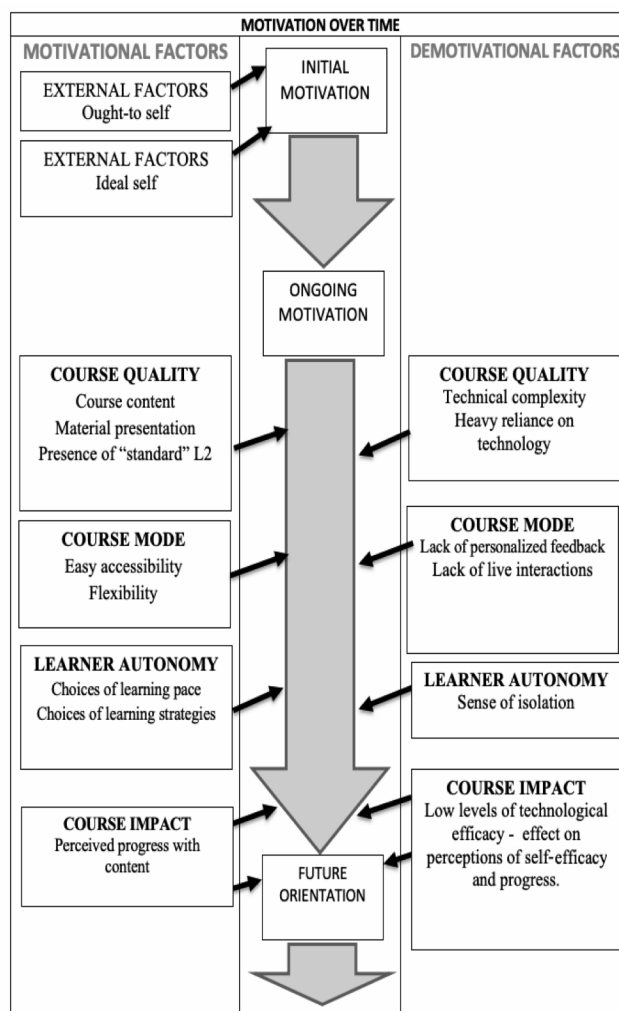 MOTIVATION OVER TIME
MOTIVATIONAL FACTORS
DEMOTIVATIONAL FACTORS
INITIAL
MOTIVATION
EXTERNAL FACTORS
Ought-to self
EXTERNAL FACTORS
Ideal self
ONGOING
MOTIVATION
COURSE QUALITY
Course content
Material presentation
Presence of “standard” L2
COURSE QUALITY
Technical complexity
Heavy reliance on
technology
COURSE MODE
Easy accessibility
Flexibility
COURSE MODE
Lack of personalized feedback
Lack of live interactions
LEARNER AUTONOMY
Choices of learning pace
Choices of learning strategies
LEARNER AUTONOMY
Sense of isolation
COURSE IMPACT
Perceived progress with
content
COURSE IMPACT
Low levels of technological
efficacy - effect on
perceptions of self-efficacy
and progress.
FUTURE
ORIENTATION